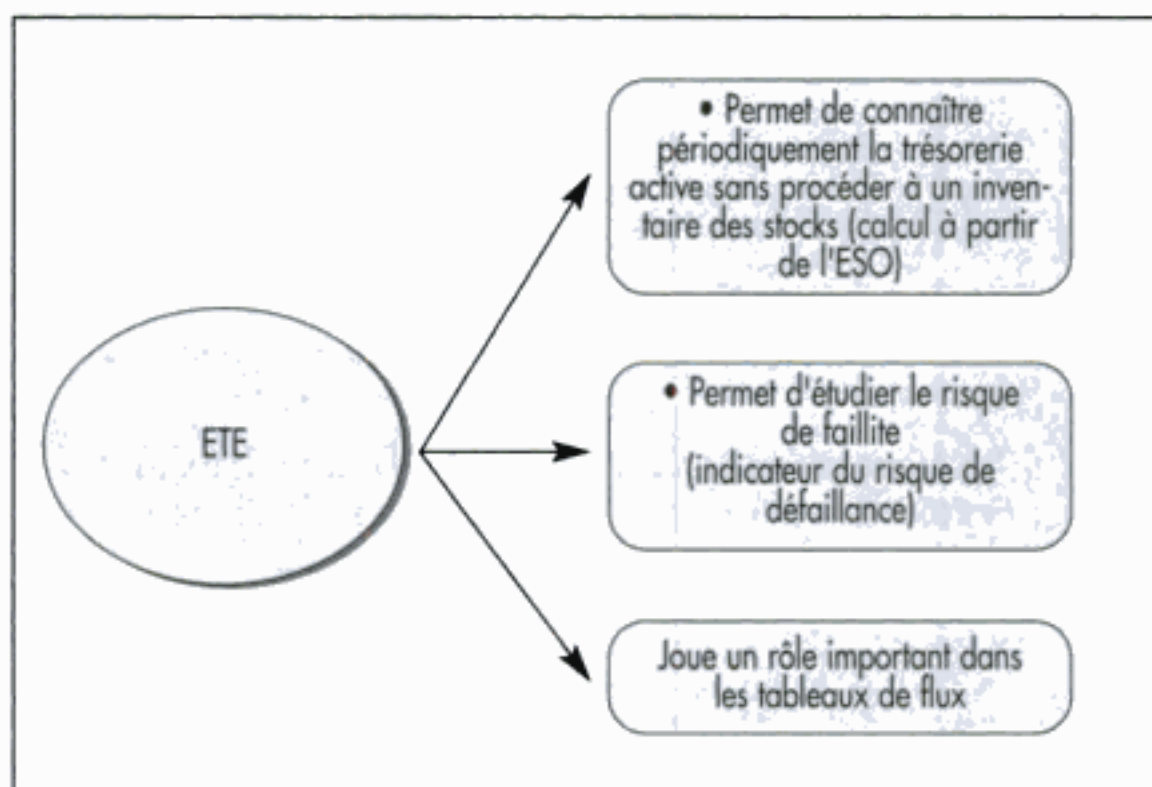 ETE
• Permet de connaître
périodiquement la trésorerie
active sans procéder à un inven-
taire des stocks (calcul à partir
de l'ESO)
• Permet d'étudier le risque
de faillite
(indicateur du risque de
défaillance)
Joue un rôle important dans
les tableaux de flux